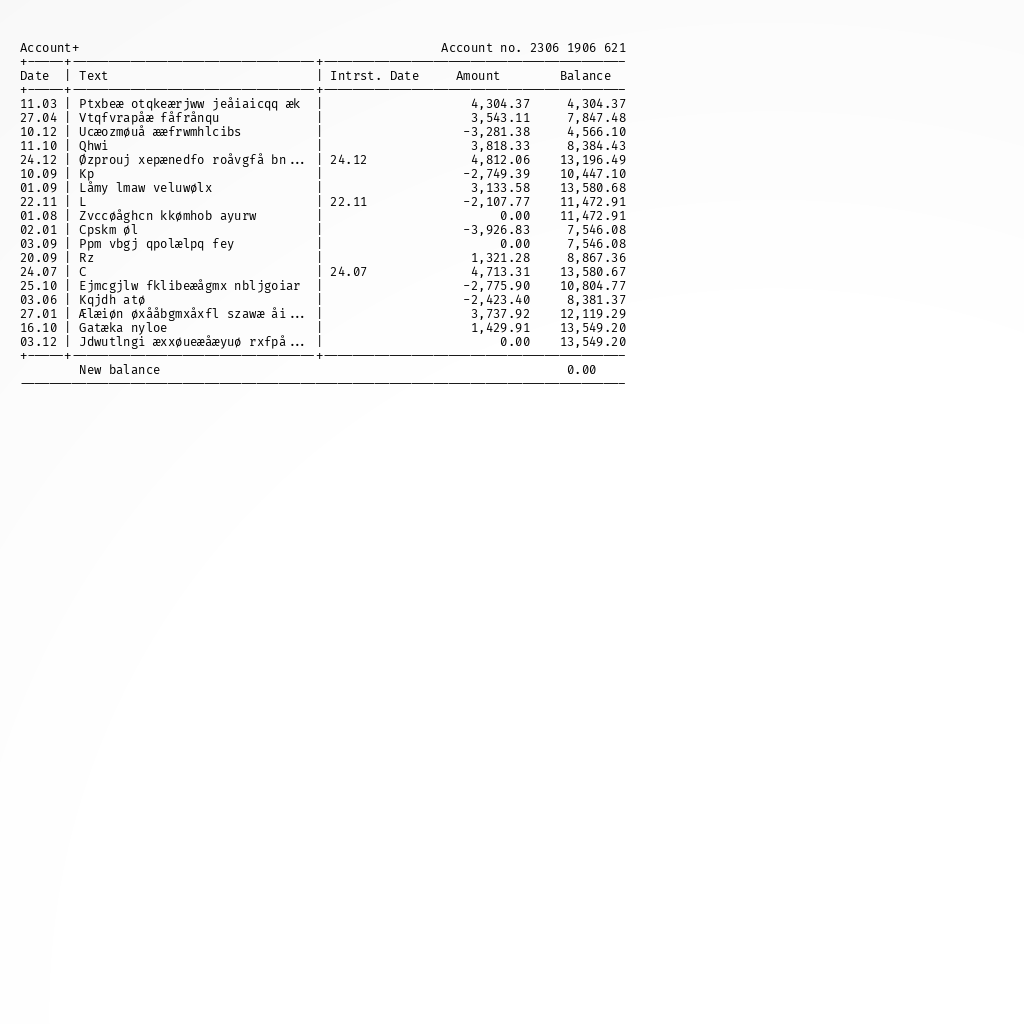 Account+ Account no. 2306 1906 621
Date | Text | Intrst. Date Amount Balance
11.03 | Ptxbeæ otqkeærjww jeåiaicqq æk | 4,304.37 4,304.37
27.04 | Vtqfvrapåæ fåfrånqu | 3,543.11 7,847.48
10.12 | Ucæozmøuå ææfrwmhlcibs | -3,281.38 4,566.10
11.10 | Qhwi | 3,818.33 8,384.43
24.12 | Øzprouj xepænedfo roåvgfå bn... | 24.12 4,812.06 13,196.49
10.09 | Kp | -2,749.39 10,447.10
01.09 | Låmy lmaw veluwølx | 3,133.58 13,580.68
22.11 | L | 22.11 -2,107.77 11,472.91
01.08 | Zvccøåghcn kkømhob ayurw | 0.00 11,472.91
02.01 | Cpskm øl | -3,926.83 7,546.08
03.09 | Ppm vbgj qpolælpq fey | 0.00 7,546.08
20.09 | Rz | 1,321.28 8,867.36
24.07 | C | 24.07 4,713.31 13,580.67
25.10 | Ejmcgjlw fklibeæågmx nbljgoiar | -2,775.90 10,804.77
03.06 | Kqjdh atø | -2,423.40 8,381.37
27.01 | Ælæiøn øxååbgmxåxfl szawæ åi... | 3,737.92 12,119.29
16.10 | Gatæka nyloe | 1,429.91 13,549.20
03.12 | Jdwutlngi æxxøueæåæyuø rxfpå... | 0.00 13,549.20
New balance 0.00